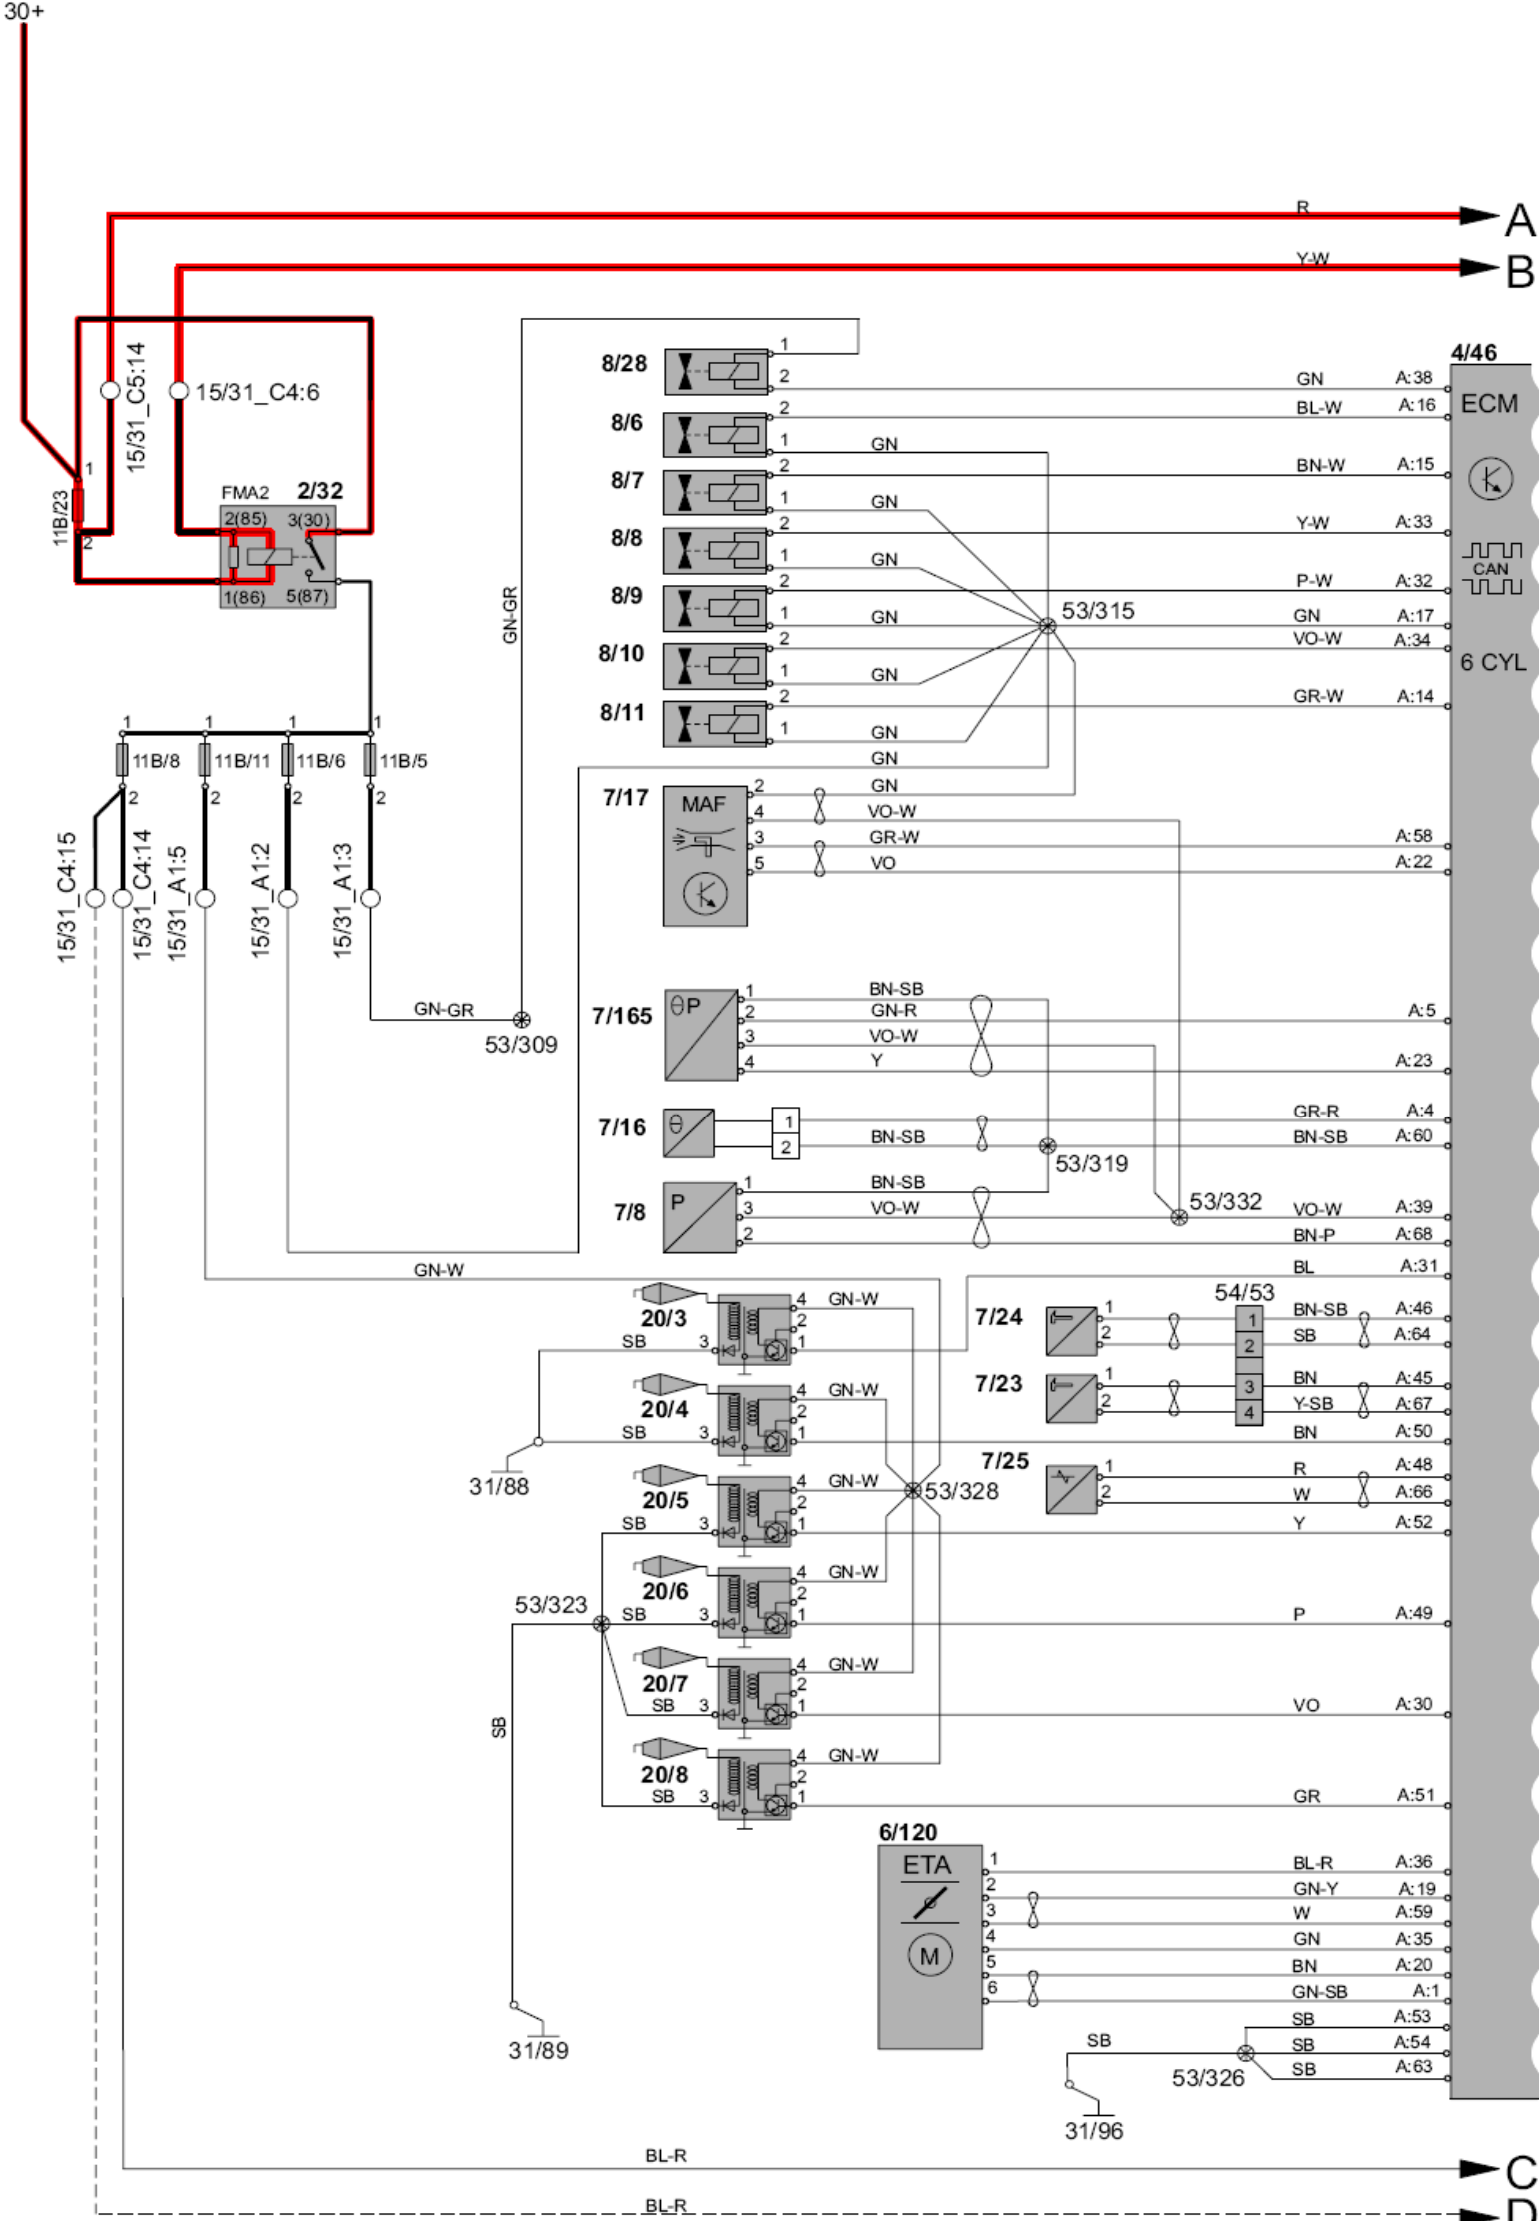 30+
R
A
Y-W
B
15/31_C5:14
15/31_C4:6
1
11B/23
2
FMA2
2/32
2(85)
3(30)
1(86)
5(87)
GN-GR
8/28
1
2
GN
A:38
4/46
ECM
CAN
6 CYL
8/6
2
BL-W
A:16
1
GN
8/7
2
BN-W
A:15
1
GN
8/8
2
Y-W
A:33
1
GN
8/9
2
P-W
A:32
1
GN
53/315
GN
A:17
8/10
2
VO-W
A:34
1
GN
8/11
2
GR-W
A:14
1
GN
GN
1
1
1
1
11B/8
11B/11
11B/6
11B/5
2
2
2
2
15/31_C4:15
15/31_C4:14
15/31_A1:5
15/31_A1:2
15/31_A1:3
GN-GR
53/309
7/17
MAF
2
GN
4
VO-W
3
GR-W
A:58
5
VO
A:22
7/165
θP
1
BN-SB
2
GN-R
A:5
3
VO-W
4
Y
A:23
7/16
θ
1
GR-R
A:4
2
BN-SB
BN-SB
A:60
53/319
7/8
P
1
BN-SB
3
VO-W
53/332
VO-W
A:39
2
BN-P
A:68
GN-W
BL
A:31
20/3
4
GN-W
2
SB
3
1
7/24
1
2
54/53
1
2
3
4
BN-SB
A:46
SB
A:64
7/23
1
2
BN
A:45
Y-SB
A:67
20/4
4
GN-W
2
SB
3
1
BN
A:50
31/88
7/25
1
R
A:48
2
W
A:66
20/5
4
GN-W
53/328
2
SB
3
1
Y
A:52
20/6
4
GN-W
2
53/323
SB
3
1
P
A:49
20/7
4
GN-W
2
SB
3
1
VO
A:30
SB
20/8
4
GN-W
2
SB
3
1
GR
A:51
6/120
ETA
M
1
BL-R
A:36
2
GN-Y
A:19
3
W
A:59
4
GN
A:35
5
BN
A:20
6
GN-SB
A:1
31/89
SB
A:53
SB
SB
A:54
53/326
SB
A:63
31/96
BL-R
C
BL-R
D